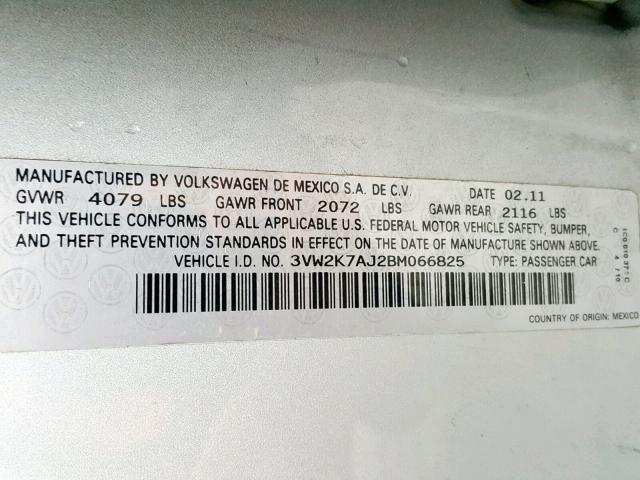 MANUFACTURED BY VOLKSWAGEN DE MEXICO S.A. DE C.V. DATE 02.11
GVWR 4079 LBS GAWR FRONT 2072 LBS GAWR REAR 2116 LBS
THIS VEHICLE CONFORMS TO ALL APPLICABLE U.S. FEDERAL MOTOR VEHICLE SAFETY, BUMPER,
AND THEFT PREVENTION STANDARDS IN EFFECT ON THE DATE OF MANUFACTURE SHOWN ABOVE.
VEHICLE I.D. NO. 3VW2K7AJ2BM066825 TYPE: PASSENGER CAR
COUNTRY OF ORIGIN: MEXICO
C 4 / 10